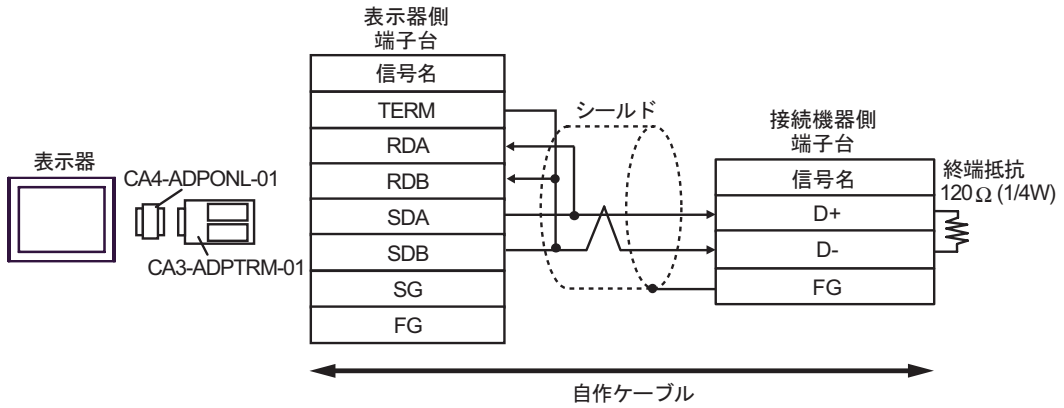 表示器
CA4-ADPONL-01
CA3-ADPTRM-01
表示器側
端子台
信号名
TERM
RDA
RDB
SDA
SDB
SG
FG
シールド
接続機器側
端子台
信号名
D+
D-
FG
終端抵抗
120Ω (1/4W)
自作ケーブル